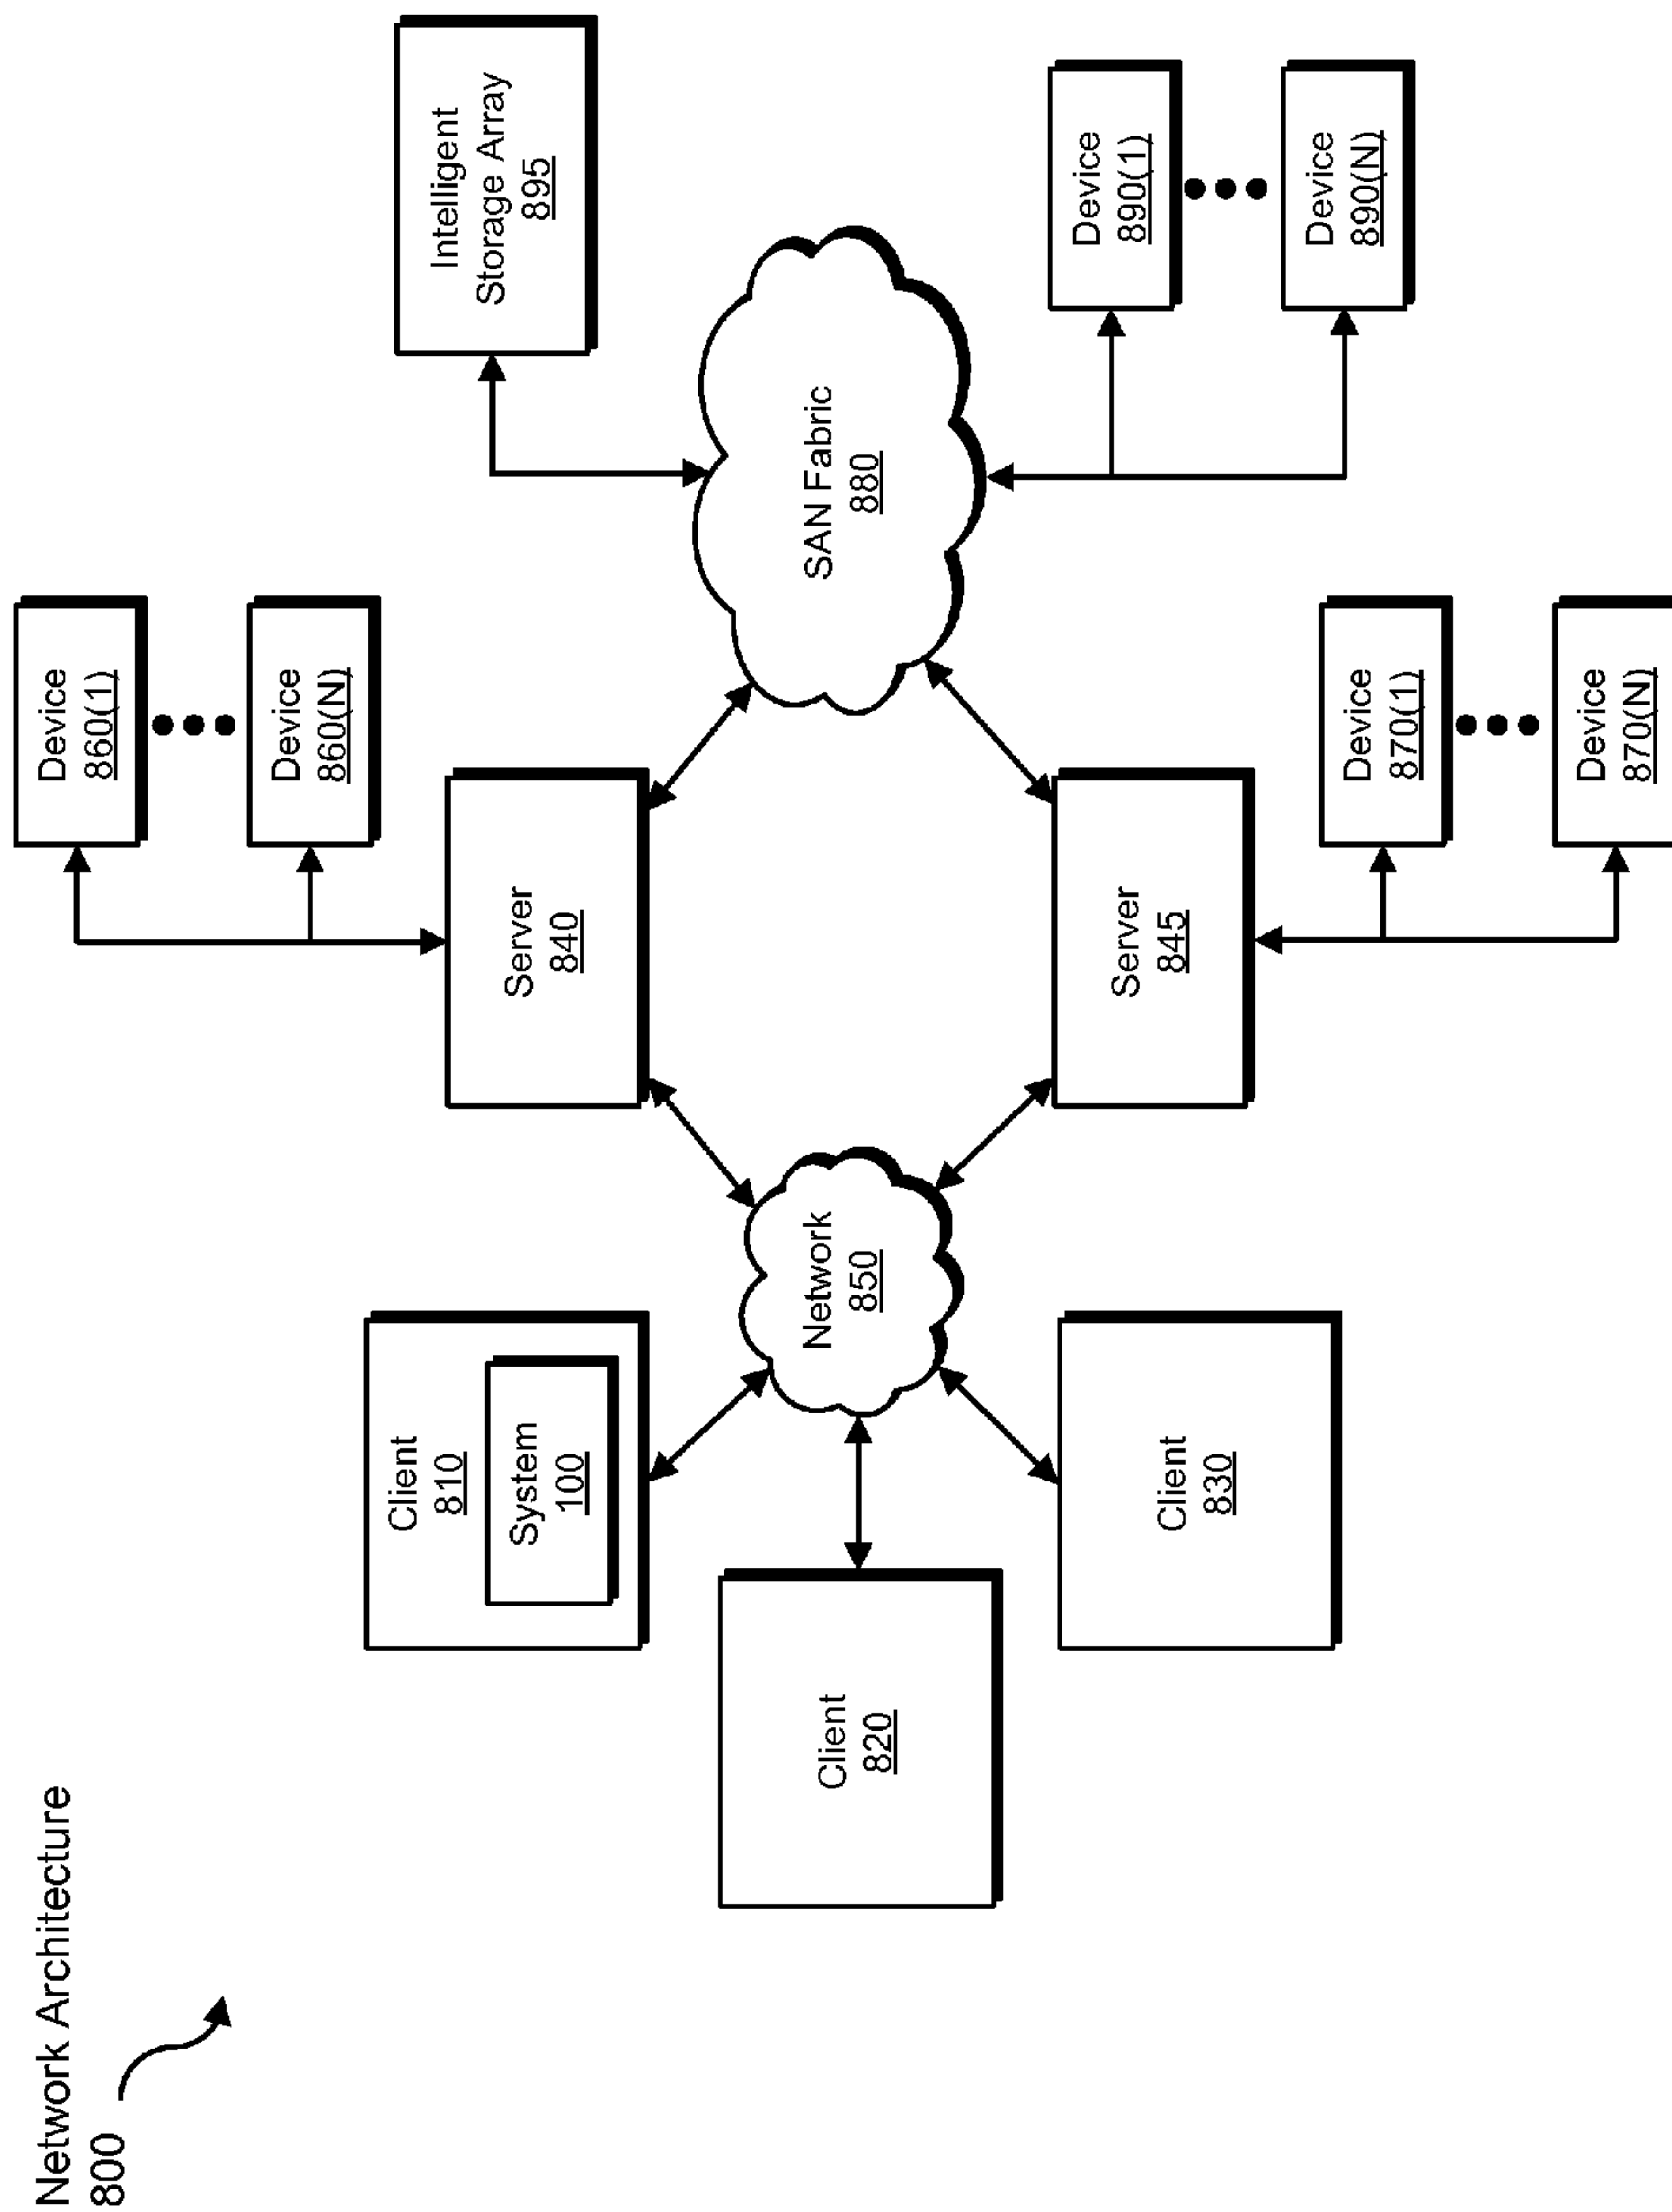 Network Architecture
800
Client
810
System
100
Client
820
Client
830
Network
850
Server
840
Server
845
Device
860(1)
Device
860(N)
Device
870(1)
Device
870(N)
SAN Fabric
880
Intelligent
Storage Array
895
Device
890(1)
Device
890(N)